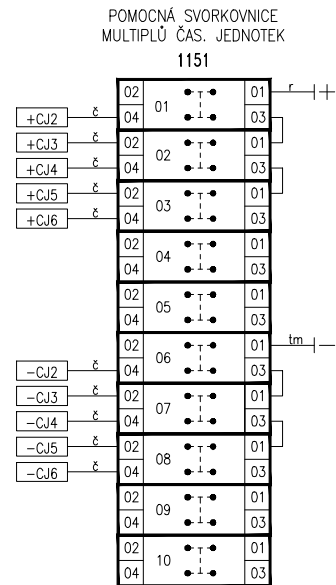 POMOCNÁ SVORKOVNICE
MULTIPLŮ ČAS. JEDNOTEK
1151
02 01 01 r
+CJ2 č 04 03
+CJ3 č 02 02 01
+CJ4 č 04 03
+CJ5 č 02 03 01
+CJ6 č 04 03
02 04 01
04 03
02 05 01
04 03
02 06 01 tm
-CJ2 č 04 03
-CJ3 č 02 07 01
-CJ4 č 04 03
-CJ5 č 02 08 01
-CJ6 č 04 03
02 09 01
04 03
02 10 01
04 03